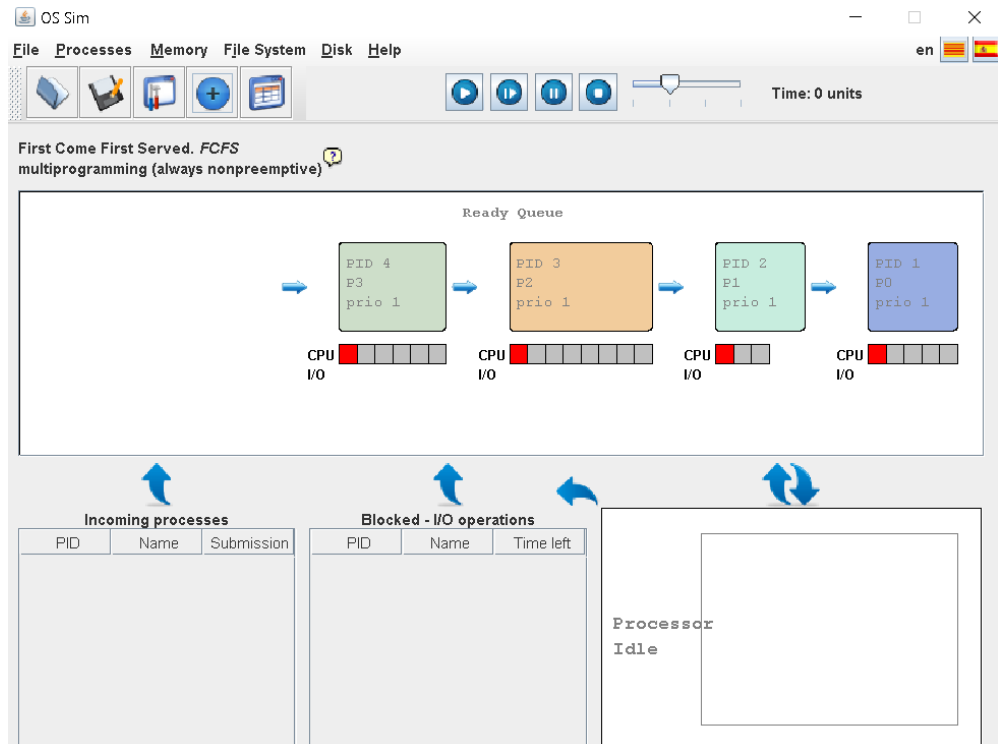 OS Sim
File Processes Memory File System Disk Help en
Time: 0 units
First Come First Served. FCFS
multiprogramming (always nonpreemptive)
?
Ready Queue
PID 4 PID 3 PID 2 PID 1
P3 P2 P1 P0
prio 1 prio 1 prio 1 prio 1
CPU CPU CPU CPU
I/O I/O I/O I/O
Incoming processes Blocked - I/O operations
PID Name Submission PID Name Time left
Processor
Idle